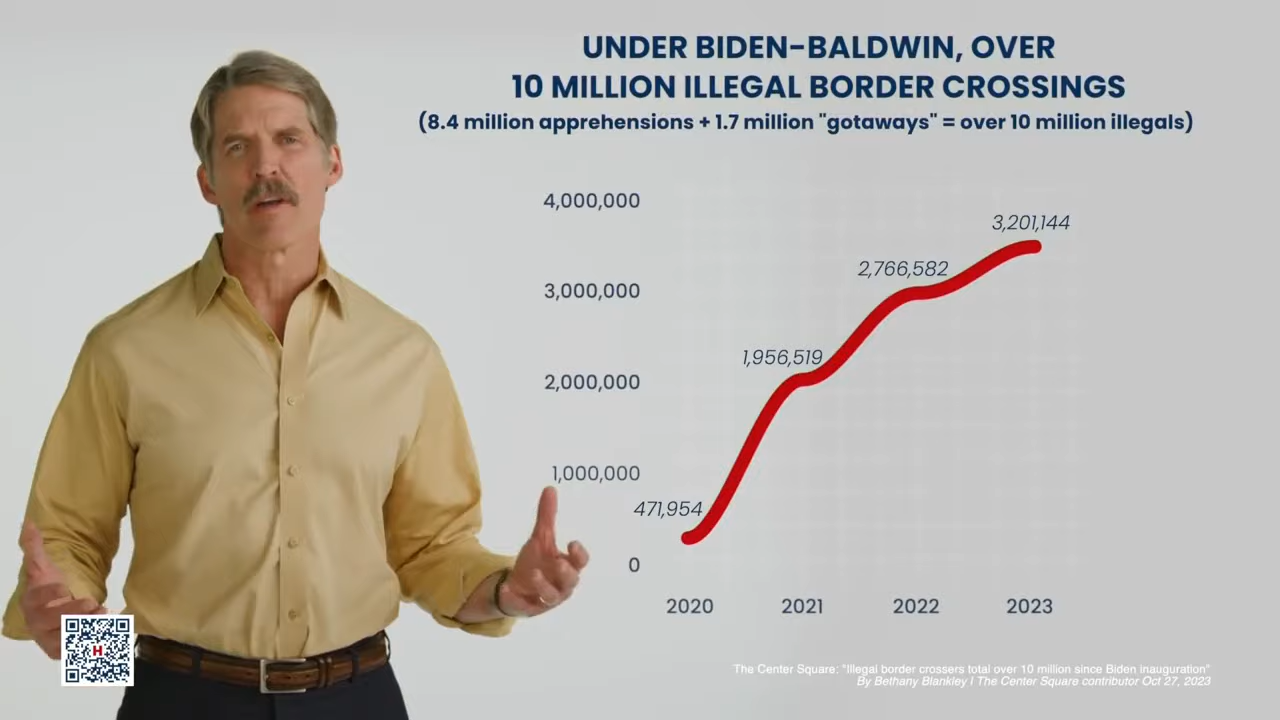 UNDER BIDEN-BALDWIN, OVER
10 MILLION ILLEGAL BORDER CROSSINGS
(8.4 million apprehensions + 1.7 million "gotaways" = over 10 million illegals)
4,000,000
3,201,144
3,000,000
2,766,582
2,000,000
1,956,519
1,000,000
471,954
0
2020 2021 2022 2023
H
The Center Square: "Illegal border crossers total over 10 million since Biden inauguration"
By Bethany Blankley I The Center Square contributor Oct 27, 2023